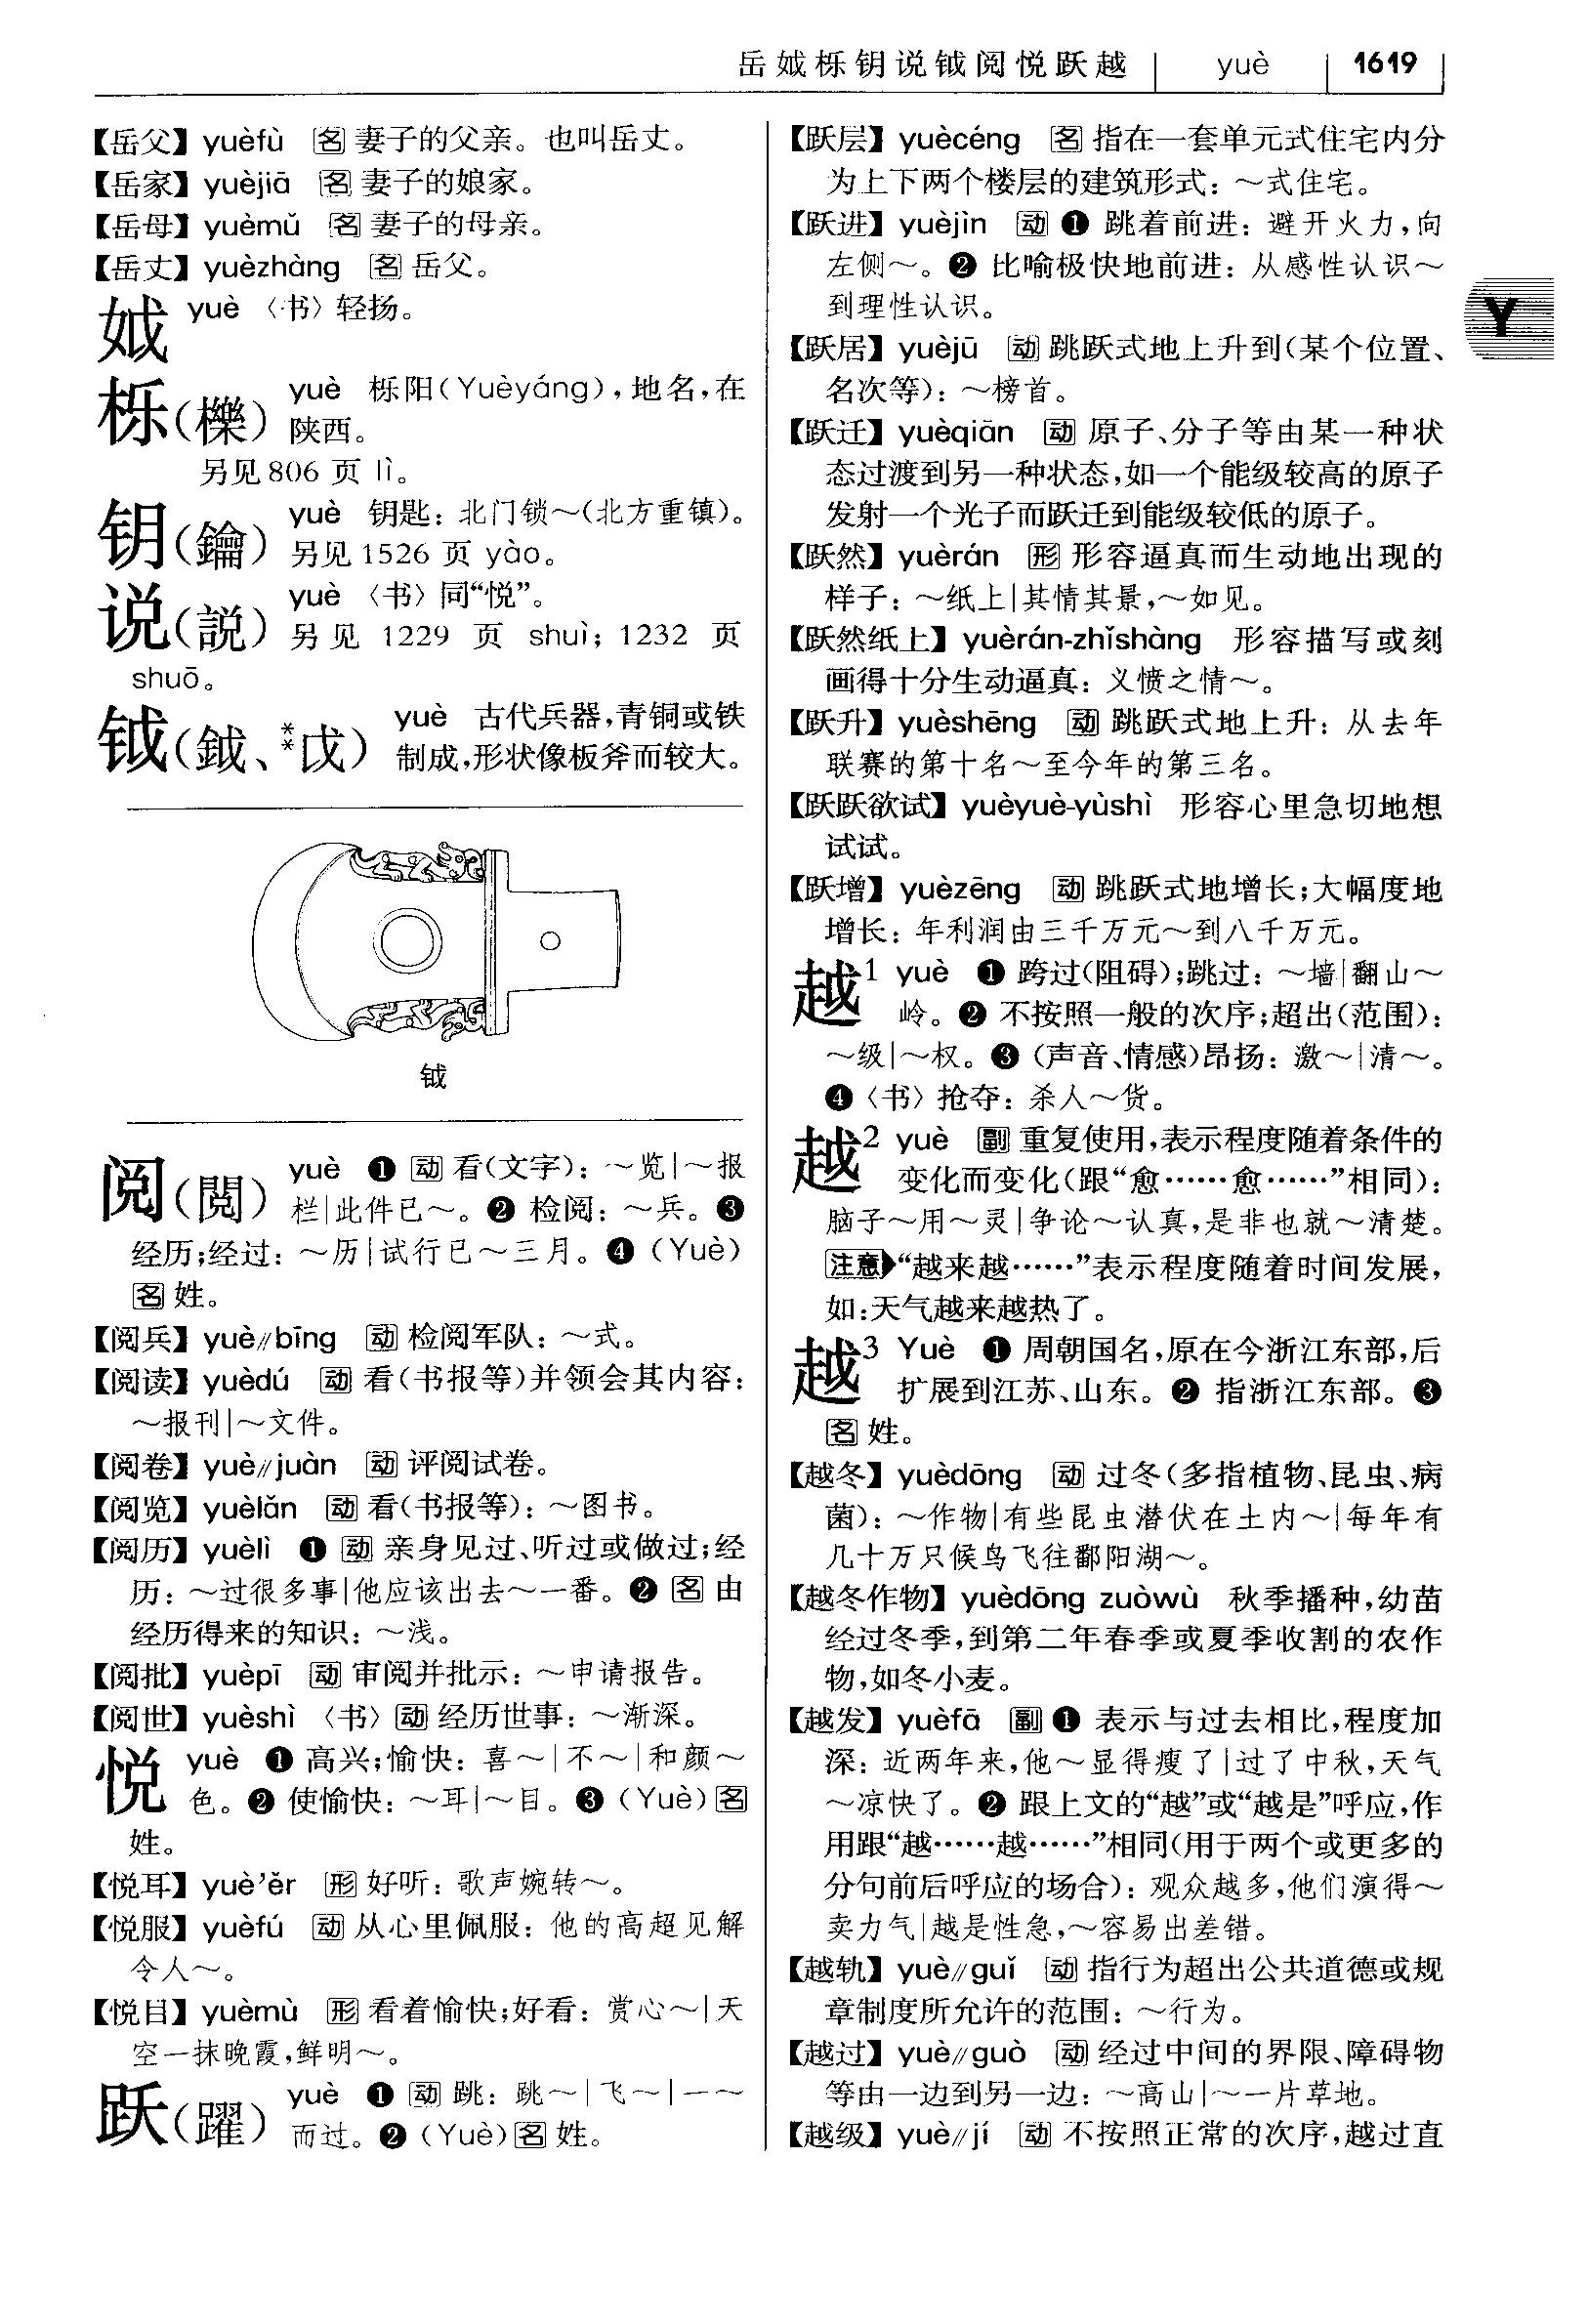 岳妭栎钥说钺阅悦跃越 yuè 1619
【岳父】 yuèfù 名 妻子的父亲。也叫岳丈。
【岳家】 yuèjiā 名 妻子的娘家。
【岳母】 yuèmǔ 名 妻子的母亲。
【岳丈】 yuèzhàng 名 岳父。
yuè 〈书〉轻扬。
栎(櫟) yuè 栎阳(Yuèyáng),地名,在
陕西。
另见806 页 lì。
钥(鑰) yuè 钥匙:北门锁～(北方重镇)。
另见1526 页 yào。
说(説) yuè 〈书〉同“悦”。
另见 1229 页 shuì; 1232 页
shuō。
钺(鉞、**戉) yuè 古代兵器,青铜或铁
制成,形状像板斧而较大。
钺
阅(閲) yuè ❶ 动 看(文字):～览|～报
栏|此件已～。❷ 检阅:～兵。❸
经历;经过:～历|试行已～三月。❹(Yuè)
名 姓。
【阅兵】 yuè//bīng 动 检阅军队:～式。
【阅读】 yuèdú 动 看(书报等)并领会其内容:
～报刊|～文件。
【阅卷】 yuè//juàn 动 评阅试卷。
【阅览】 yuèlǎn 动 看(书报等):～图书。
【阅历】 yuèlì ❶ 动 亲身见过、听过或做过;经
历:～过很多事|他应该出去～一番。❷ 名 由
经历得来的知识:～浅。
【阅批】 yuèpī 动 审阅并批示:～申请报告。
【阅世】 yuèshì 〈书〉动 经历世事:～渐深。
悦 yuè ❶ 高兴;愉快:喜～|不～|和颜～
色。❷ 使愉快:～耳|～目。❸(Yuè)名
姓。
【悦耳】 yuè’ěr 形 好听:歌声婉转～。
【悦服】 yuèfú 动 从心里佩服:他的高超见解
令人～。
【悦目】 yuèmù 形 看着愉快;好看:赏心～|天
空一抹晚霞,鲜明～。
跃(躍) yuè ❶ 动 跳:跳～|飞～|一～
而过。❷(Yuè)名 姓。
【跃层】 yuècéng 名 指在一套单元式住宅内分
为上下两个楼层的建筑形式:～式住宅。
【跃进】 yuèjìn 动 ❶ 跳着前进:避开火力,向
左侧～。❷ 比喻极快地前进:从感性认识～
到理性认识。
【跃居】 yuèjū 动 跳跃式地上升到(某个位置、
名次等):～榜首。
【跃迁】 yuèqiān 动 原子、分子等由某一种状
态过渡到另一种状态,如一个能级较高的原子
发射一个光子而跃迁到能级较低的原子。
【跃然】 yuèrán 形 形容逼真而生动地出现的
样子:～纸上|其情其景,～如见。
【跃然纸上】 yuèrán-zhǐshàng 形容描写或刻
画得十分生动逼真:义愤之情～。
【跃升】 yuèshēng 动 跳跃式地上升:从去年
联赛的第十名～至今年的第三名。
【跃跃欲试】 yuèyuè-yùshì 形容心里急切地想
试试。
【跃增】 yuèzēng 动 跳跃式地增长;大幅度地
增长:年利润由三千万元～到八千万元。
越1 yuè ❶ 跨过(阻碍);跳过:～墙|翻山～
岭。❷ 不按照一般的次序;超出(范围):
～级|～权。❸(声音、情感)昂扬:激～|清～。
❹〈书〉抢夺:杀人～货。
越2 yuè 副 重复使用,表示程度随着条件的
变化而变化(跟“愈……愈……”相同):
脑子～用～灵|争论～认真,是非也就～清楚。
注意 “越来越……”表示程度随着时间发展,
如:天气越来越热了。
越3 Yuè ❶ 周朝国名,原在今浙江东部,后
扩展到江苏、山东。❷ 指浙江东部。❸
名 姓。
【越冬】 yuèdōng 动 过冬(多指植物、昆虫、病
菌):～作物|有些昆虫潜伏在土内～|每年有
几十万只候鸟飞往鄱阳湖～。
【越冬作物】 yuèdōng zuòwù 秋季播种,幼苗
经过冬季,到第二年春季或夏季收割的农作
物,如冬小麦。
【越发】 yuèfā 副 ❶ 表示与过去相比,程度加
深:近两年来,他～显得瘦了|过了中秋,天气
～凉快了。❷ 跟上文的“越”或“越是”呼应,作
用跟“越……越……”相同(用于两个或更多的
分句前后呼应的场合):观众越多,他们演得～
卖力气|越是性急,～容易出差错。
【越轨】 yuè//guǐ 动 指行为超出公共道德或规
章制度所允许的范围:～行为。
【越过】 yuè//guò 动 经过中间的界限、障碍物
等由一边到另一边:～高山|～一片草地。
【越级】 yuè//jí 动 不按照正常的次序,越过直
Y